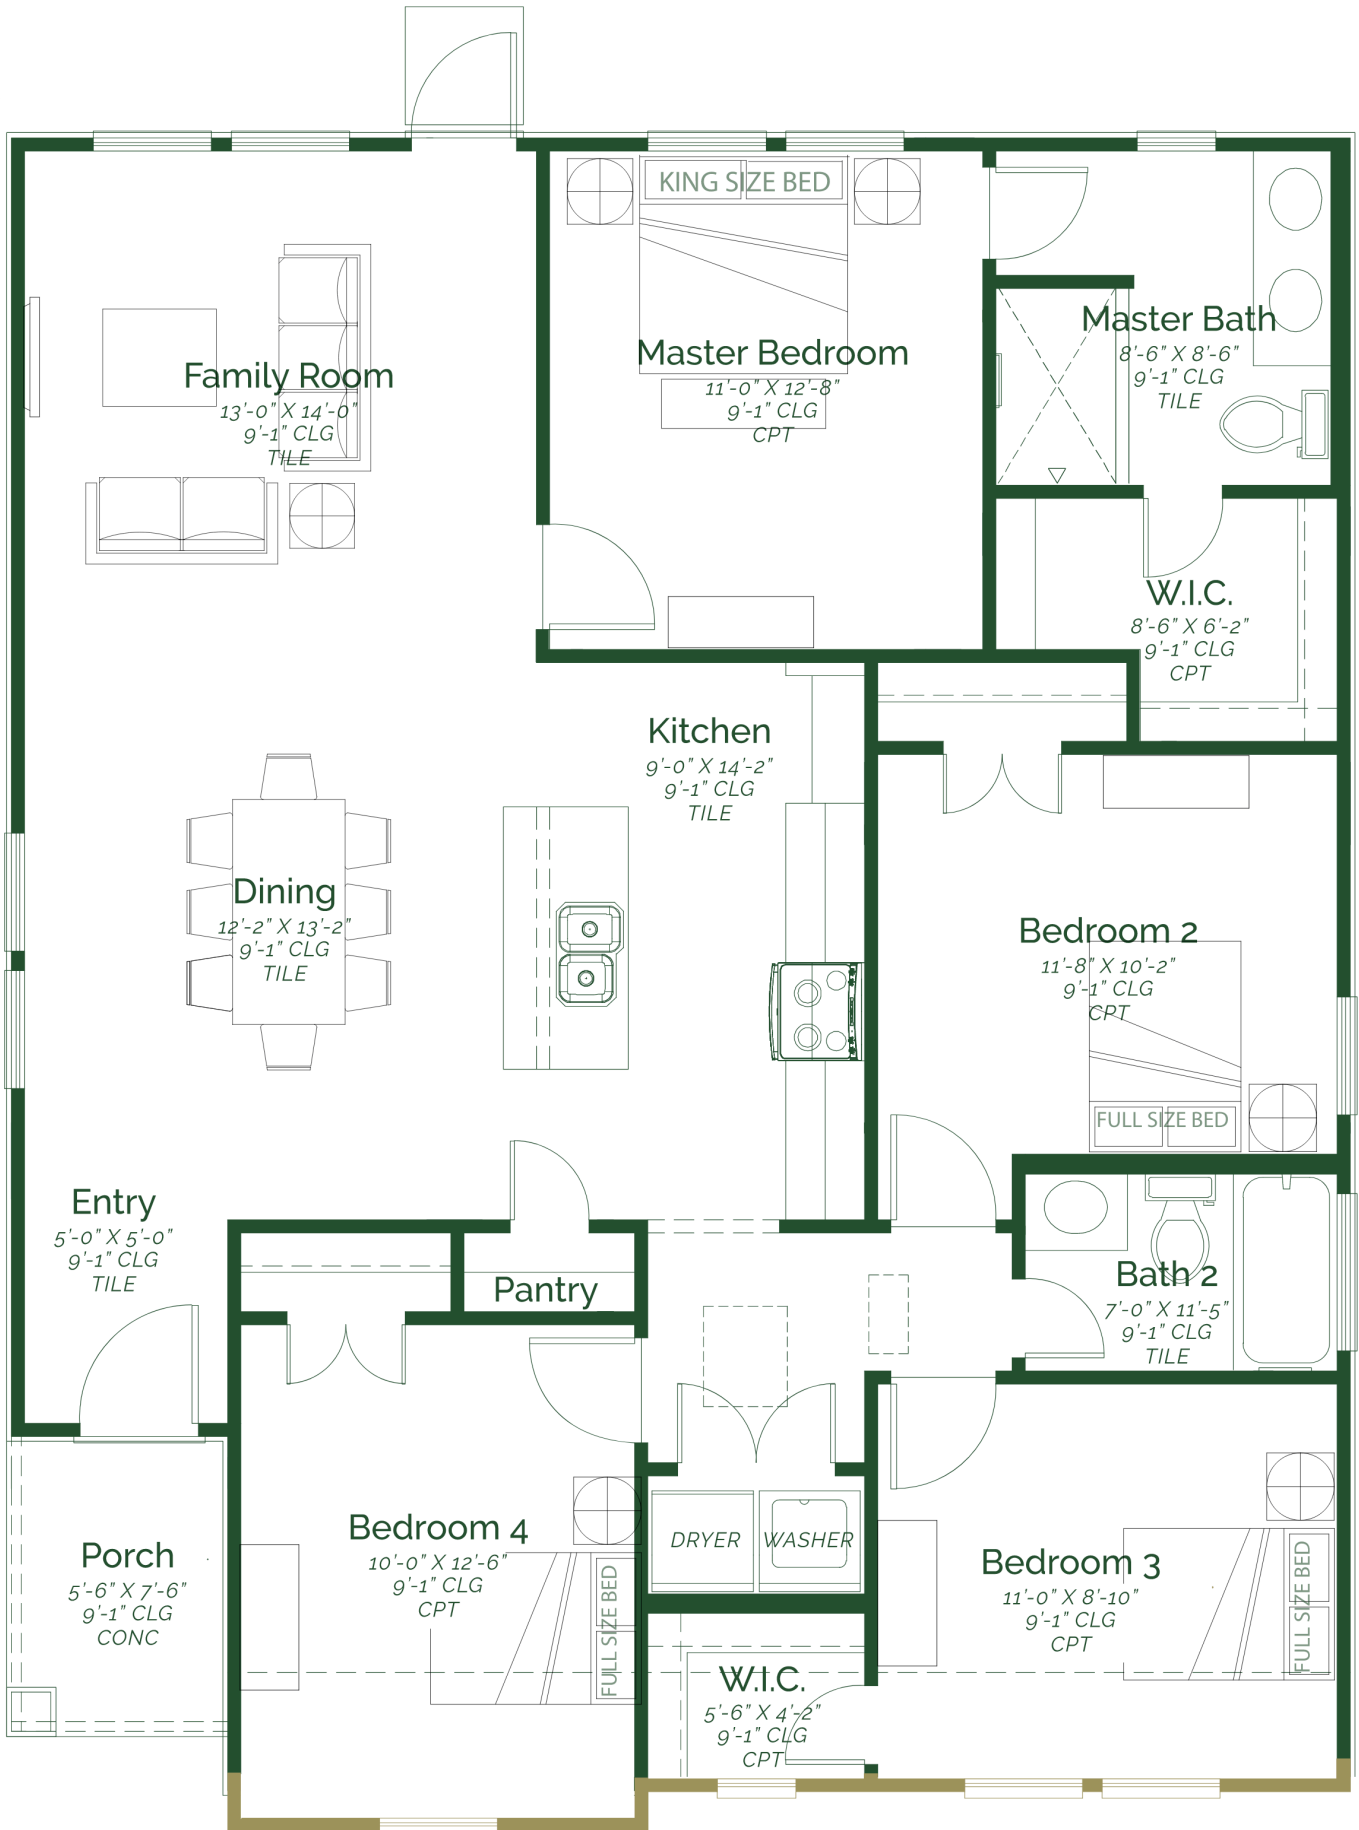 KING SIZE BED
Master Bath
8'-6" X 8'-6"
9'-1" CLG
TILE
Master Bedroom
11'-0" X 12'-8"
9'-1" CLG
CPT
Family Room
13'-0" X 14'-0"
9'-1" CLG
TILE
W.I.C.
8'-6" X 6'-2"
9'-1" CLG
CPT
Kitchen
9'-0" X 14'-2"
9'-1" CLG
TILE
Dining
12'-2" X 13'-2"
9'-1" CLG
TILE
Bedroom 2
11'-8" X 10'-2"
9'-1" CLG
CPT
FULL SIZE BED
Entry
5'-0" X 5'-0"
9'-1" CLG
TILE
Pantry
Bath 2
7'-0" X 11'-5"
9'-1" CLG
TILE
Bedroom 4
10'-0" X 12'-6"
9'-1" CLG
CPT
FULL SIZE BED
DRYER
WASHER
Bedroom 3
11'-0" X 8'-10"
9'-1" CLG
CPT
FULL SIZE BED
Porch
5'-6" X 7'-6"
9'-1" CLG
CONC
W.I.C.
5'-6" X 4'-2"
9'-1" CLG
CPT